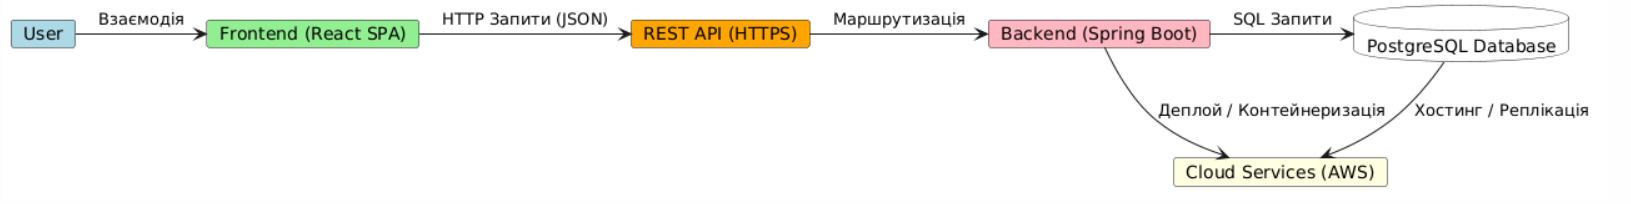 Взаємодія
HTTP Запити (JSON)
Маршрутизація
SQL Запити
User
Frontend (React SPA)
REST API (HTTPS)
Backend (Spring Boot)
PostgreSQL Database
Деплой / Контейнеризація
Хостинг / Реплікація
Cloud Services (AWS)